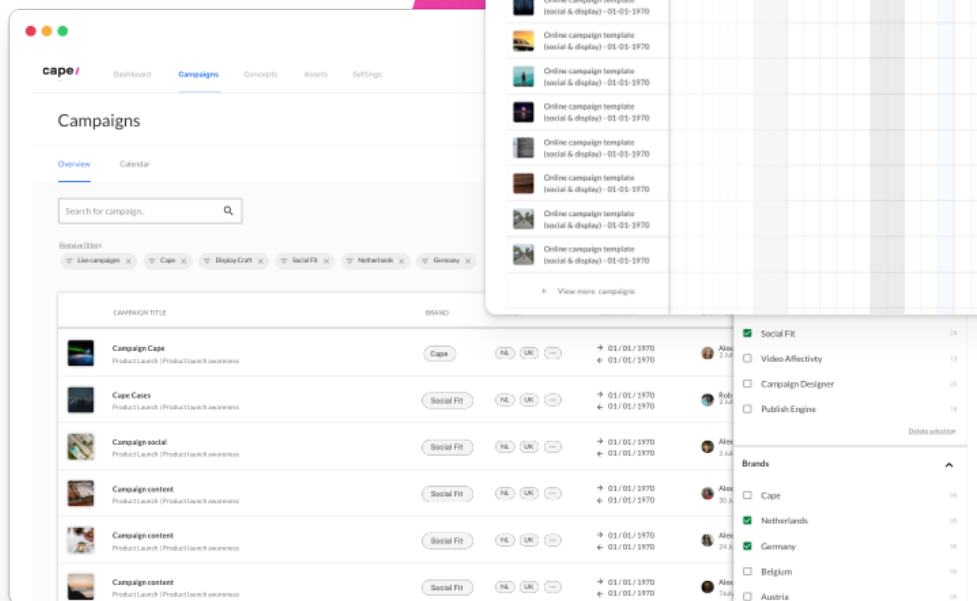 cape/
Dashboard
Campaigns
Concepts
Assets
Settings
Campaigns
Overview
Calendar
Search for campaign..
Remove filters
Live campaigns
Cape
Display Craft
Social Fit
Netherlands
Germany
CAMPAIGN TITLE
BRAND
Campaign Cape
Product Launch | Product launch awareness
Cape
NL UK ...
→ 01/01/1970
← 01/01/1970
Cape Cases
Product Launch | Product launch awareness
Social Fit
NL UK ...
→ 01/01/1970
← 01/01/1970
Campaign social
Product Launch | Product launch awareness
Social Fit
NL UK ...
→ 01/01/1970
← 01/01/1970
Campaign content
Product Launch | Product launch awareness
Social Fit
NL UK ...
→ 01/01/1970
← 01/01/1970
Campaign content
Product Launch | Product launch awareness
Social Fit
NL UK ...
→ 01/01/1970
← 01/01/1970
Campaign content
Product Launch | Product launch awareness
Social Fit
NL UK ...
→ 01/01/1970
← 01/01/1970
(social & display) - 01-01-1970
Online campaign template
(social & display) - 01-01-1970
Online campaign template
(social & display) - 01-01-1970
Online campaign template
(social & display) - 01-01-1970
Online campaign template
(social & display) - 01-01-1970
Online campaign template
(social & display) - 01-01-1970
Online campaign template
(social & display) - 01-01-1970
Online campaign template
(social & display) - 01-01-1970
+ View more campaigns
Social Fit
Video Affectivty
Campaign Designer
Publish Engine
Delete selection
Brands
Cape
Netherlands
Germany
Belgium
Austria